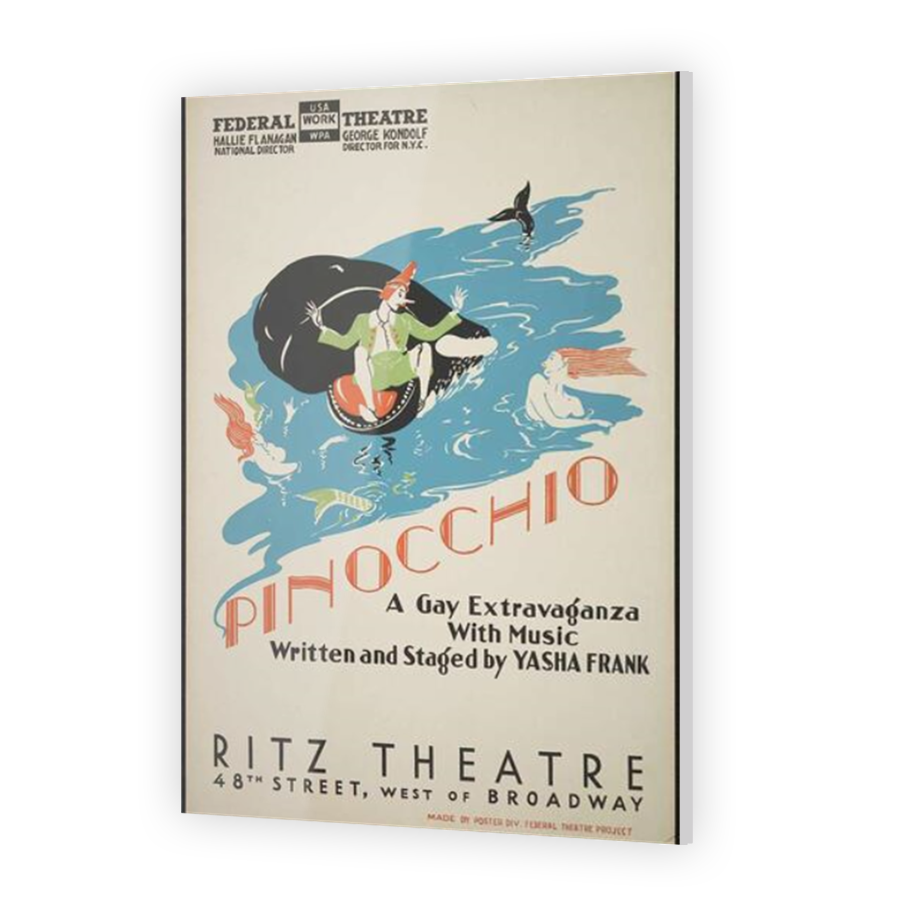 FEDERAL USA WORK WPA THEATRE
HALLIE FLANAGAN GEORGE KONDOLF
NATIONAL DIRECTOR DIRECTOR FOR N.Y.C.
PINOCCHIO
A Gay Extravaganza
With Music
Written and Staged by YASHA FRANK
RITZ THEATRE
48TH STREET, WEST OF BROADWAY
MADE BY POSTER DIV. FEDERAL THEATRE PROJECT